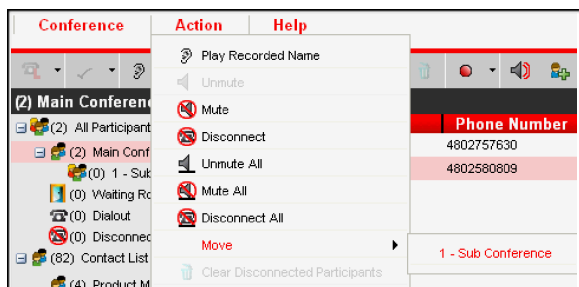 Conference Action Help
Play Recorded Name
Unmute
Mute
Disconnect
Unmute All
Mute All
Disconnect All
Move
Clear Disconnected Participants
1 - Sub Conference
(2) Main Conferen
(2) All Participant
(2) Main Conf
(0) 1 - Sub
(0) Waiting Ro
(0) Dialout
(0) Disconnec
(82) Contact List
(4) Product M
Phone Number
4802757630
4802580809